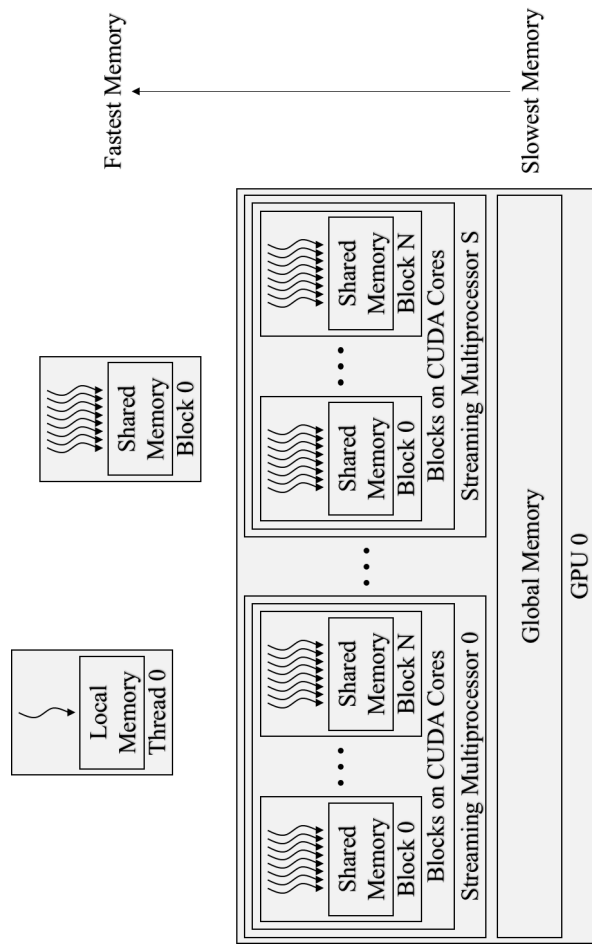 Local
Memory
Thread 0
Shared
Memory
Block 0
Fastest Memory
Shared
Memory
Block 0
Shared
Memory
Block N
Blocks on CUDA Cores
Streaming Multiprocessor 0
Shared
Memory
Block 0
Shared
Memory
Block N
Blocks on CUDA Cores
Streaming Multiprocessor S
Global Memory
GPU 0
Slowest Memory